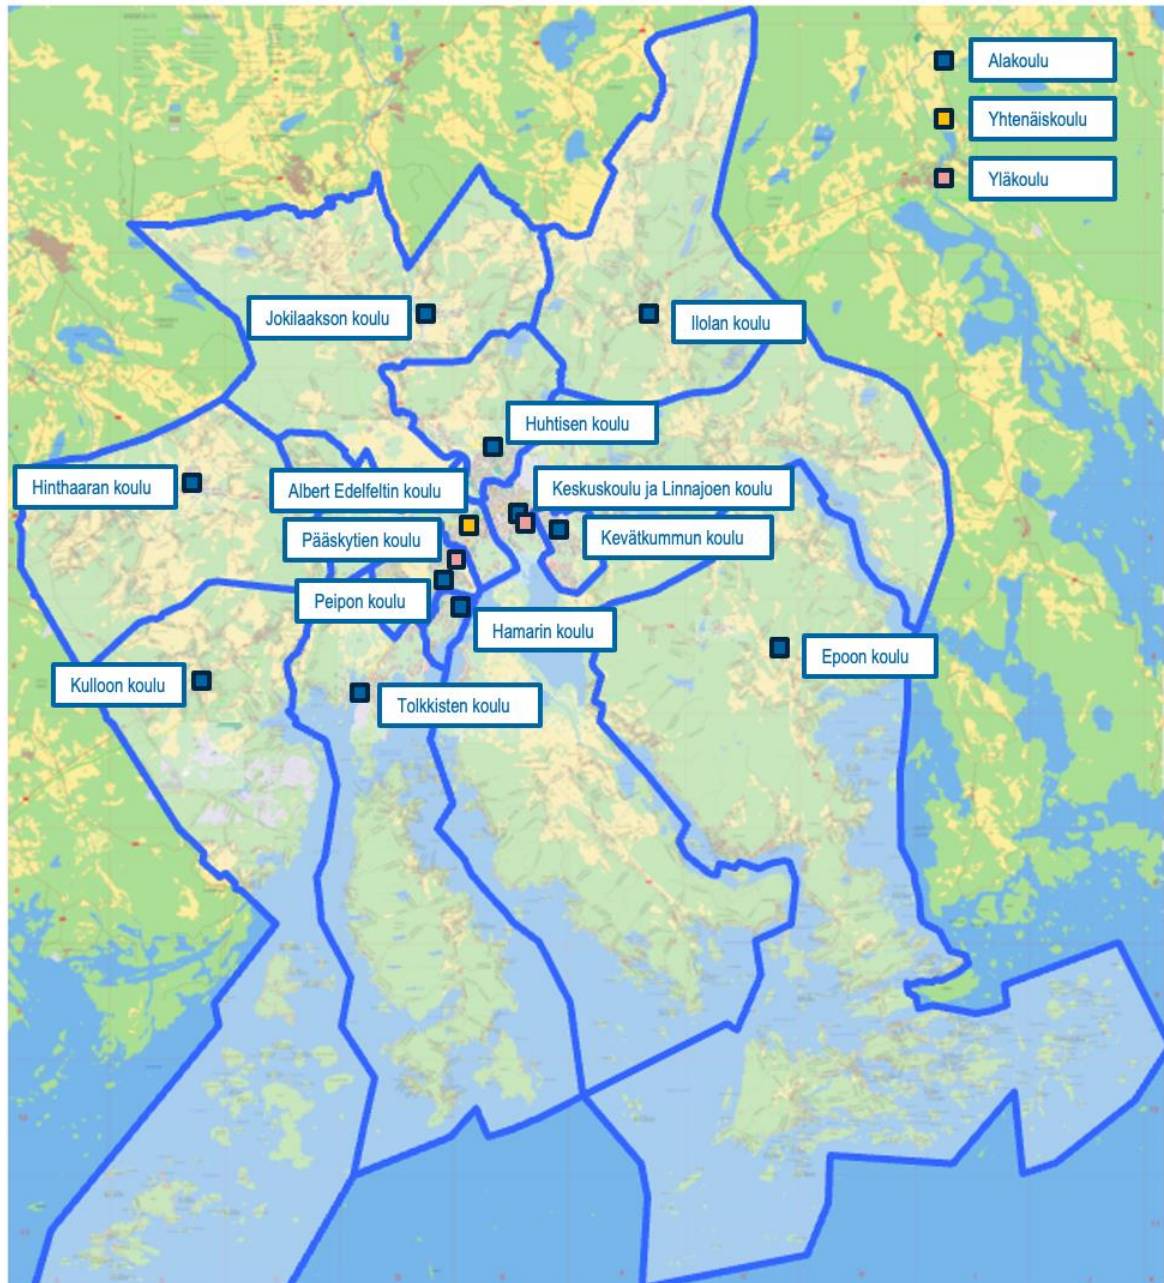 Alakoulu
Yhtenäiskoulu
Yläkoulu
Jokilaakson koulu
Ilolan koulu
Huhtisen koulu
Hinthaaran koulu
Albert Edelfeltin koulu
Keskuskoulu ja Linnajoen koulu
Pääskytien koulu
Kevätkummun koulu
Peipon koulu
Hamarin koulu
Epoon koulu
Kulloon koulu
Tolkkisten koulu